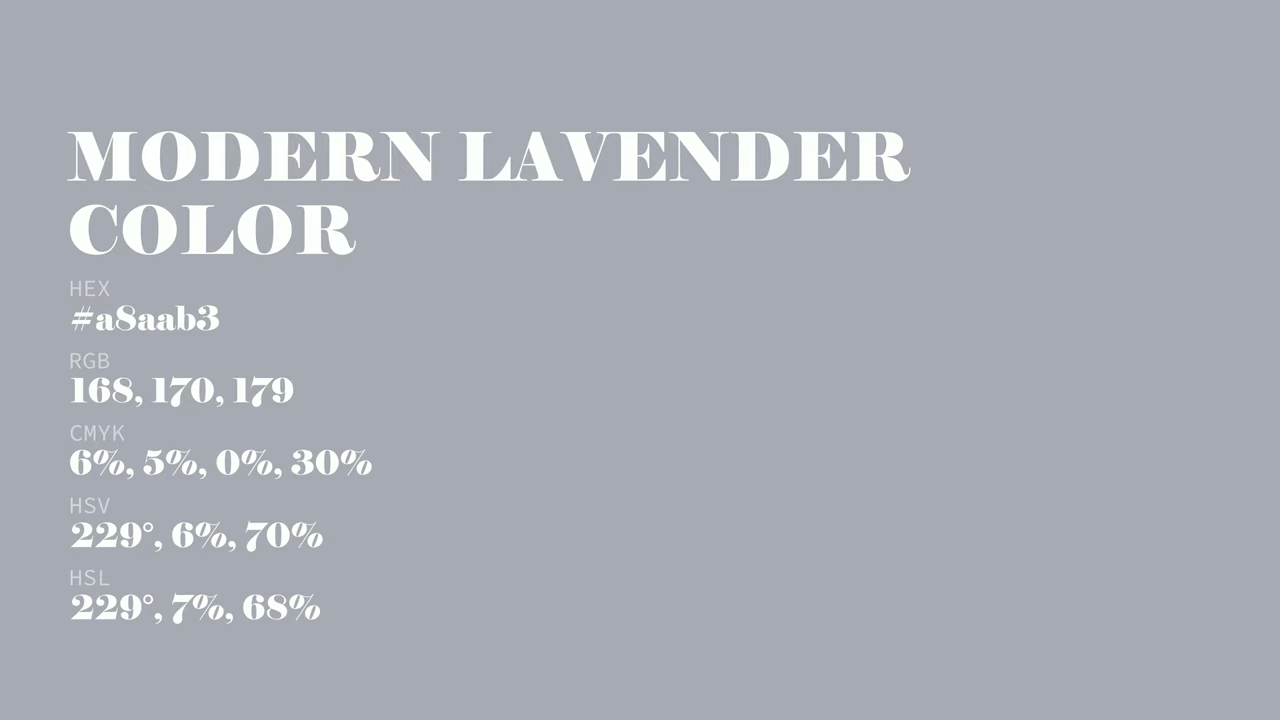 MODERN LAVENDER
COLOR
HEX
#a8aab3
RGB
168, 170, 179
CMYK
6%, 5%, 0%, 30%
HSV
229°, 6%, 70%
HSL
229°, 7%, 68%